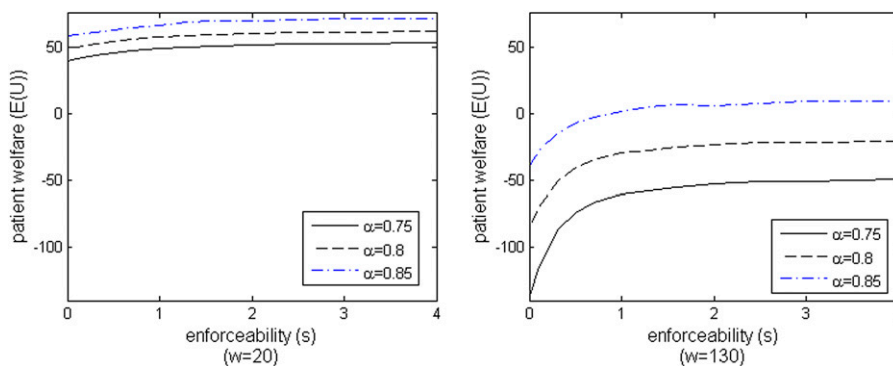 50
0
-50
-100
patient welfare (E(U))
α=0.75
α=0.8
α=0.85
0 1 2 3 4
enforceability (s)
(w=20)
50
0
-50
-100
patient welfare (E(U))
α=0.75
α=0.8
α=0.85
0 1 2 3
enforceability (s)
(w=130)